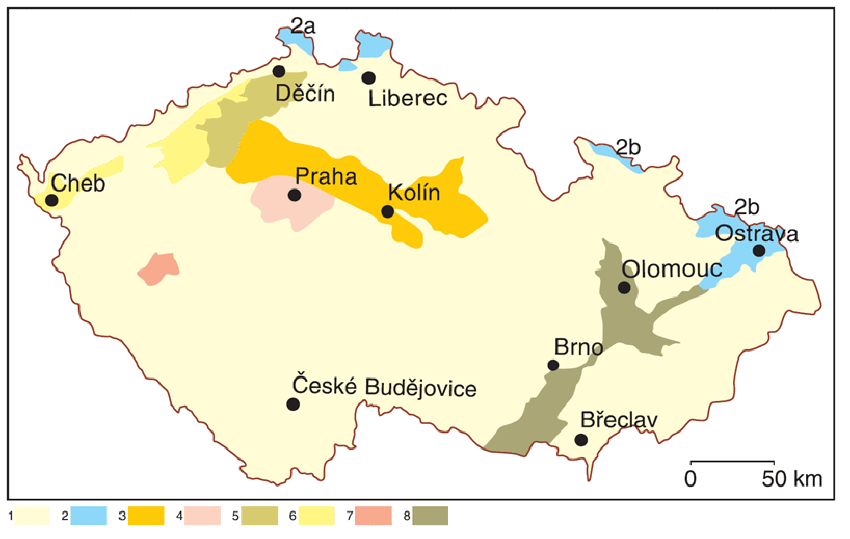 2a
Děčín
Liberec
2b
Praha
Cheb
Kolín
2b
Ostrava
Olomouc
Brno
České Budějovice
Břeclav
0 50 km
1 2 3 4 5 6 7 8